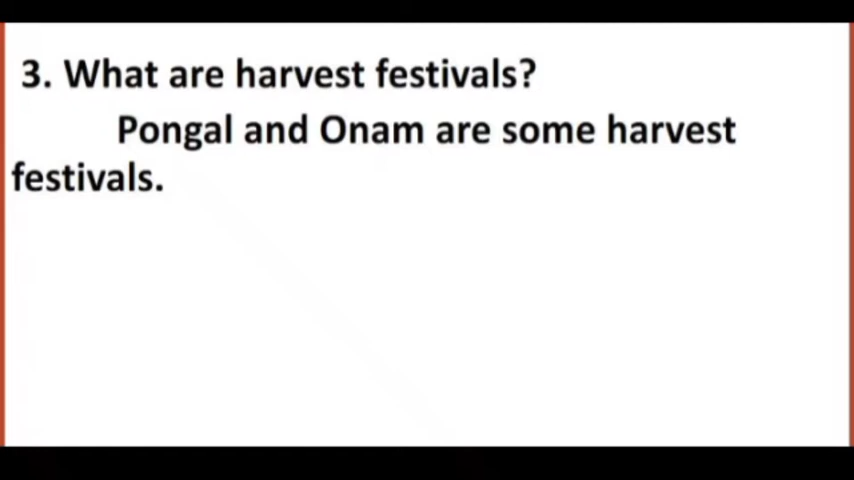 3. What are harvest festivals?
Pongal and Onam are some harvest
festivals.